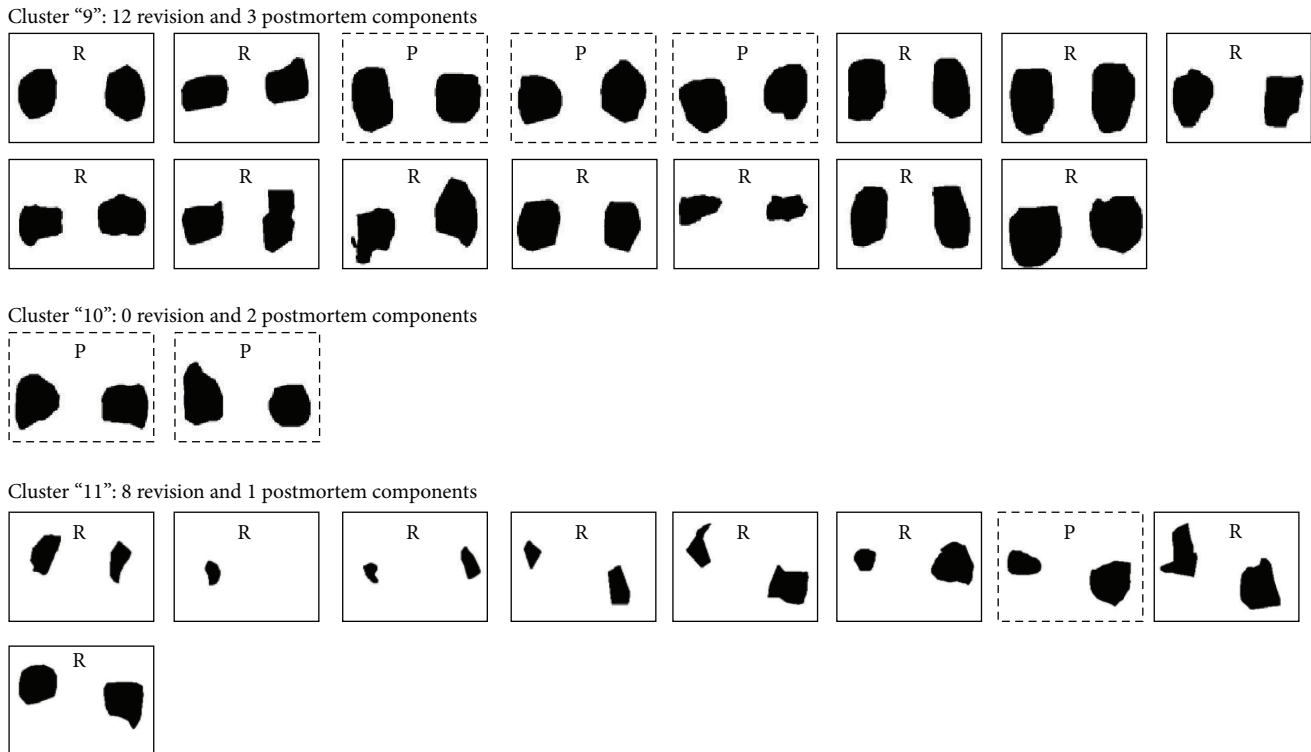 Cluster “9”: 12 revision and 3 postmortem components
R R P P P R R R
R R R R R R R
Cluster “10”: 0 revision and 2 postmortem components
P P
Cluster “11”: 8 revision and 1 postmortem components
R R R R R R P R
R